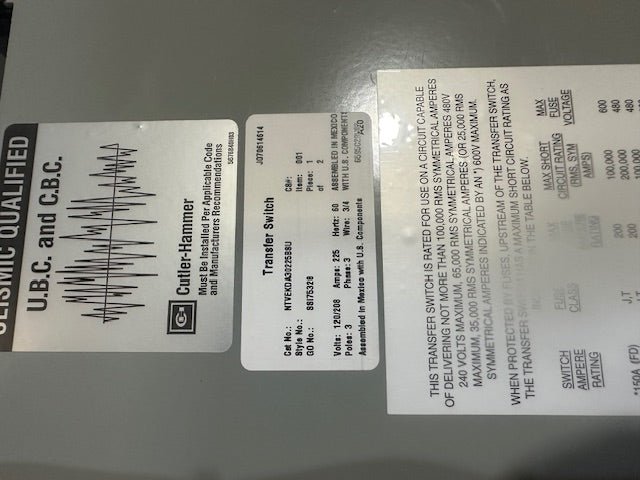 SEISMIC QUALIFIED
U.B.C. and C.B.C.
Cutler-Hammer
Must Be Installed Per Applicable Code
and Manufacturers Recommendations
Transfer Switch
Cat No.: NTVEKDA30225BSU
Style No.:
GO No.: SBI75328
Volts: 120/208 Amps: 225 Hertz: 60
Poles: 3 Phase: 3 Wire: 3/4
Assembled in Mexico with U.S. Components
CB#:
Item: 001
Piece: 1
of 2
ASSEMBLED IN MEXICO
WITH U.S. COMPONENTS
THIS TRANSFER SWITCH IS RATED FOR USE ON A CIRCUIT CAPABLE
OF DELIVERING NOT MORE THAN 100,000 RMS SYMMETRICAL AMPERES
240 VOLTS MAXIMUM, 65,000 RMS SYMMETRICAL AMPERES 480V
MAXIMUM, 35,000 RMS SYMMETRICAL AMPERES (OR 25,000 RMS
SYMMETRICAL AMPERES INDICATED BY AN *) 600V MAXIMUM.
WHEN PROTECTED BY FUSES, UPSTREAM OF THE TRANSFER SWITCH,
THE TRANSFER HAS A MAXIMUM SHORT CIRCUIT RATING AS
IN THE TABLE BELOW.
SWITCH
AMPERE
RATING
FUSE
CLASS
MAX
FUSE
RATING
MAX SHORT
CIRCUIT RATING
(RMS, SYM
AMPS)
MAX
FUSE
VOLTAGE
200 100,000 600
*150A (FD) J,T 200 200,000 480